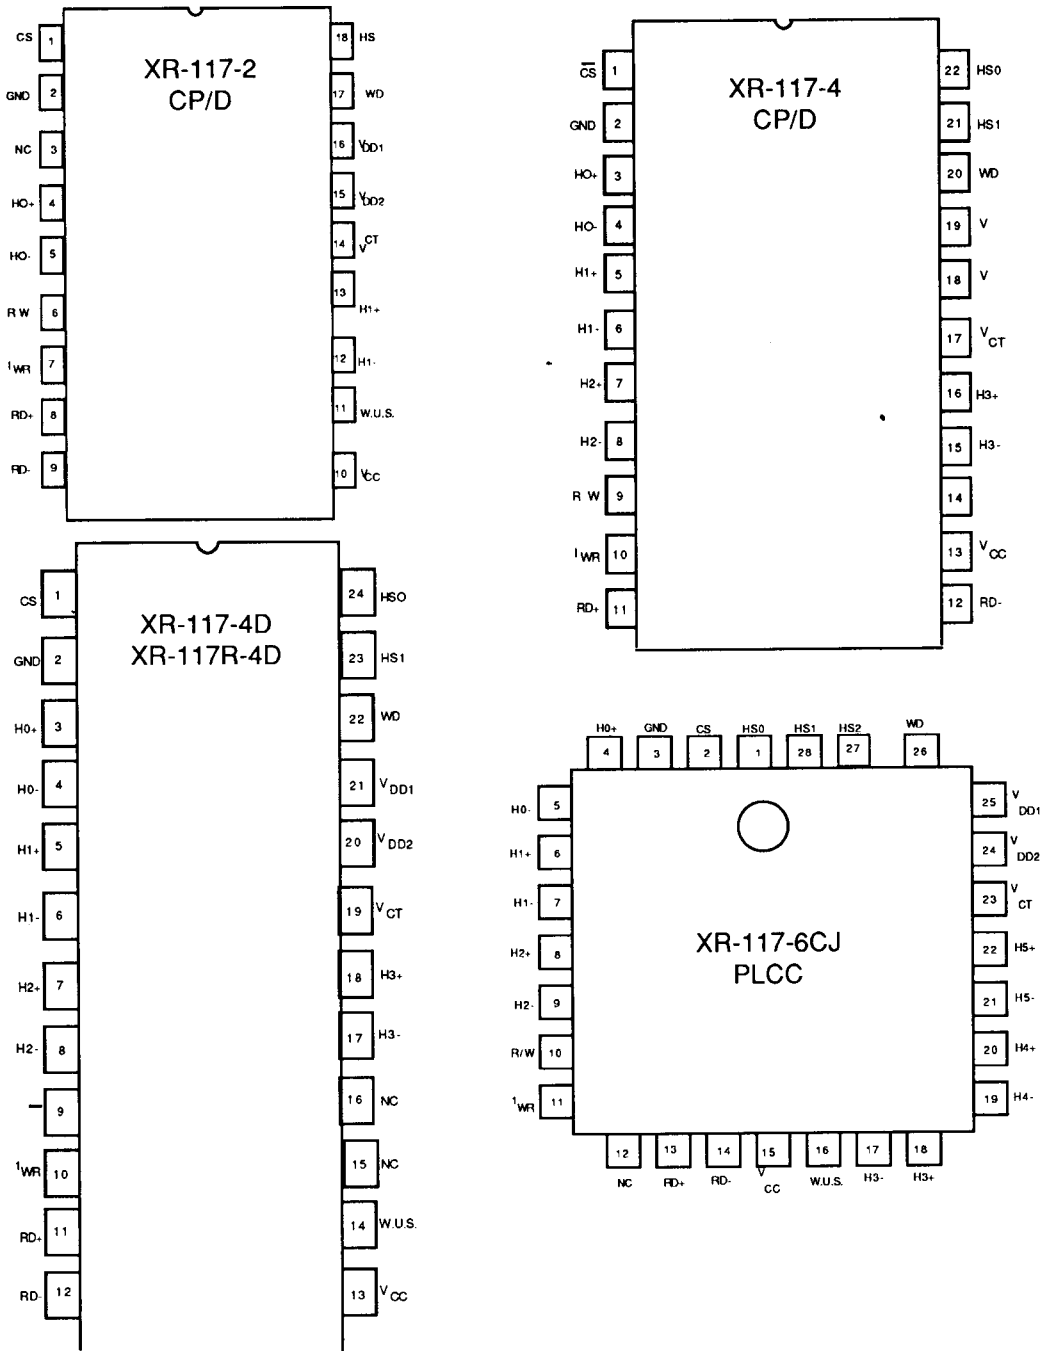 XR-117-2
CP/D
CS 1
GND 2
NC 3
HO+ 4
HO- 5
R W 6
IWR 7
RD+ 8
RD- 9
18 HS
17 WD
16 VDD1
15 VDD2
14 VCT
13 H1+
12 H1-
11 W.U.S.
10 VCC
XR-117-4
CP/D
C̅S̅ 1
GND 2
HO+ 3
HO- 4
H1+ 5
H1- 6
H2+ 7
H2- 8
R W 9
IWR 10
RD+ 11
22 HS0
21 HS1
20 WD
19 V
18 V
17 VCT
16 H3+
15 H3-
14
13 VCC
12 RD-
XR-117-4D
XR-117R-4D
CS 1
GND 2
H0+ 3
H0- 4
H1+ 5
H1- 6
H2+ 7
H2- 8
9
IWR 10
RD+ 11
RD- 12
24 HSO
23 HS1
22 WD
21 VDD1
20 VDD2
19 VCT
18 H3+
17 H3-
16 NC
15 NC
14 W.U.S.
13 VCC
H0+ GND CS HS0 HS1 HS2 WD
4 3 2 1 28 27 26
XR-117-6CJ
PLCC
H0- 5
H1+ 6
H1- 7
H2+ 8
H2- 9
R/W 10
IWR 11
25 VDD1
24 VDD2
23 VCT
22 H5+
21 H5-
20 H4+
19 H4-
12 13 14 15 16 17 18
NC RD+ RD- VCC W.U.S. H3- H3+